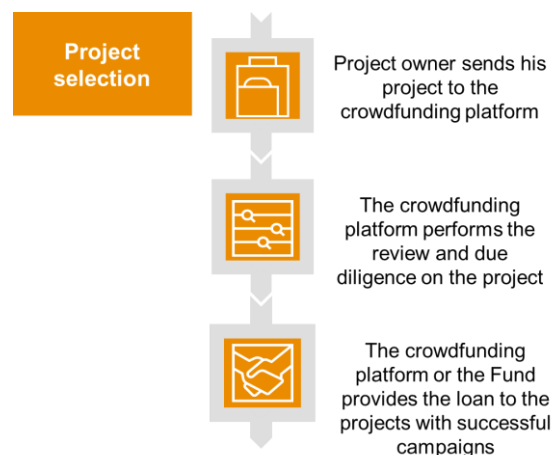 Project
selection
Project owner sends his
project to the
crowdfunding platform
The crowdfunding
platform performs the
review and due
diligence on the project
The crowdfunding
platform or the Fund
provides the loan to the
projects with successful
campaigns